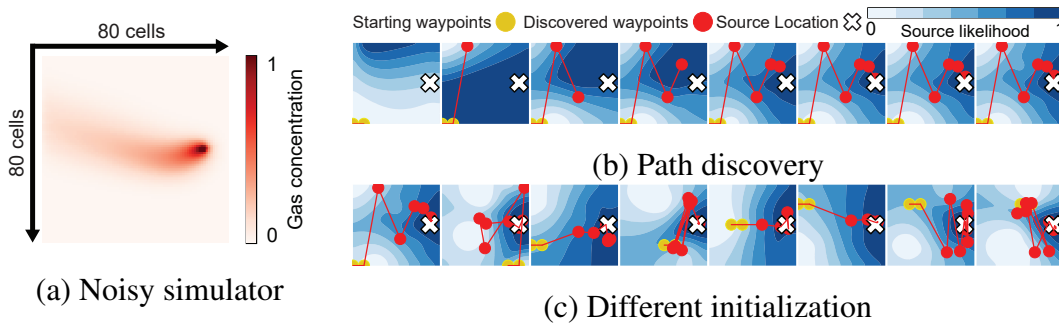 80 cells
80 cells
1
0
Gas concentration
(a) Noisy simulator
Starting waypoints Discovered waypoints Source Location
0 Source likelihood
(b) Path discovery
(c) Different initialization